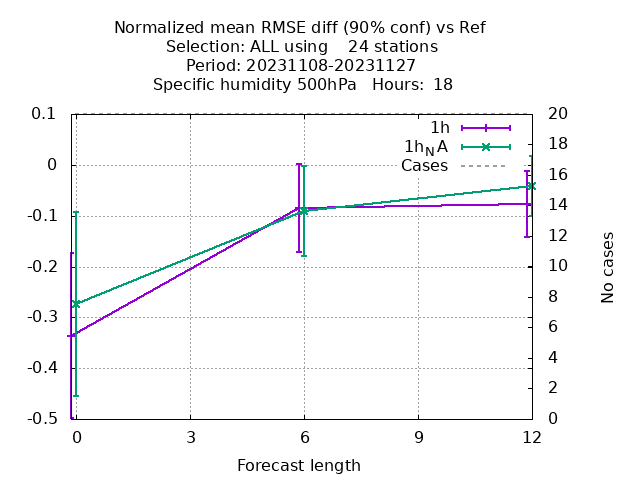 Normalized mean RMSE diff (90% conf) vs Ref
Selection: ALL using    24 stations
Period: 20231108-20231127
Specific humidity 500hPa   Hours:  18
0.1
0
-0.1
-0.2
-0.3
-0.4
-0.5
1h
1hNA
Cases
20
18
16
14
12
10
8
6
4
2
0
No cases
0
3
6
9
12
Forecast length